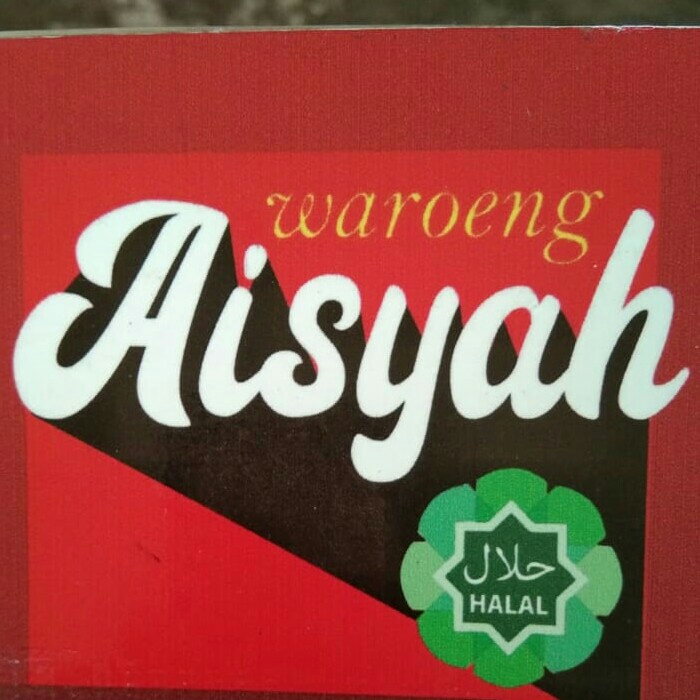 waroeng
Aisyah
حلال
HALAL